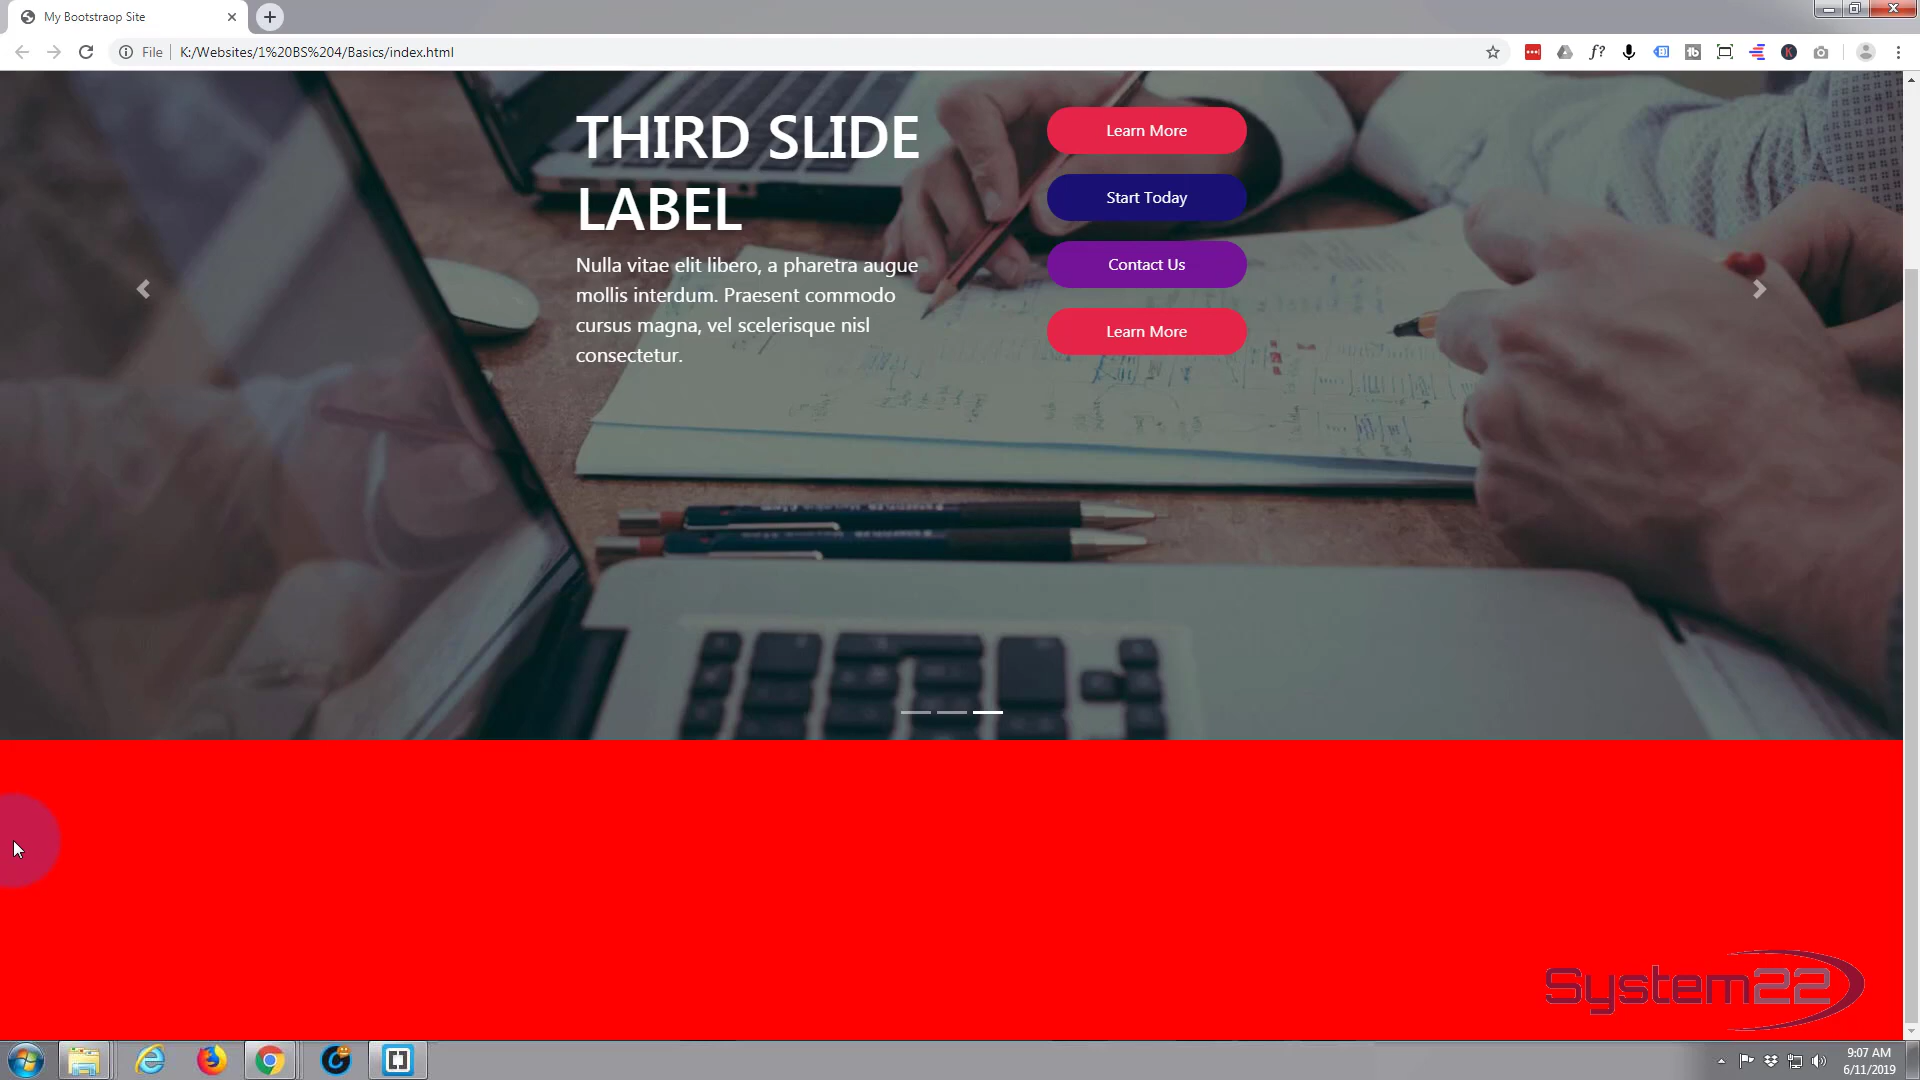 My Bootstraop Site
File
K:/Websites/1%20BS%204/Basics/index.html
THIRD SLIDE
LABEL
Nulla vitae elit libero, a pharetra augue
mollis interdum. Praesent commodo
cursus magna, vel scelerisque nisl
consectetur.
Learn More
Start Today
Contact Us
Learn More
System22
9:07 AM
6/11/2019